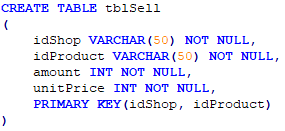 CREATE TABLE tblSell
(
    idShop VARCHAR(50) NOT NULL,
    idProduct VARCHAR(50) NOT NULL,
    amount INT NOT NULL,
    unitPrice INT NOT NULL,
    PRIMARY KEY(idShop, idProduct)
)